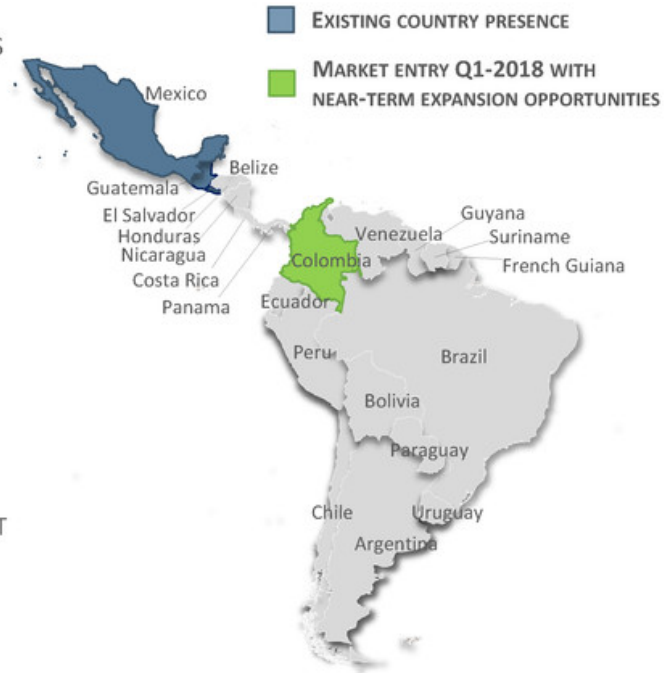 EXISTING COUNTRY PRESENCE
S
MARKET ENTRY Q1-2018 WITH
NEAR-TERM EXPANSION OPPORTUNITIES
Mexico
Belize
Guatemala
El Salvador
Honduras
Nicaragua
Costa Rica
Panama
Guyana
Venezuela
Suriname
Colombia
French Guiana
Ecuador
Peru
Brazil
Bolivia
Paraguay
Chile
Uruguay
T
Argentina